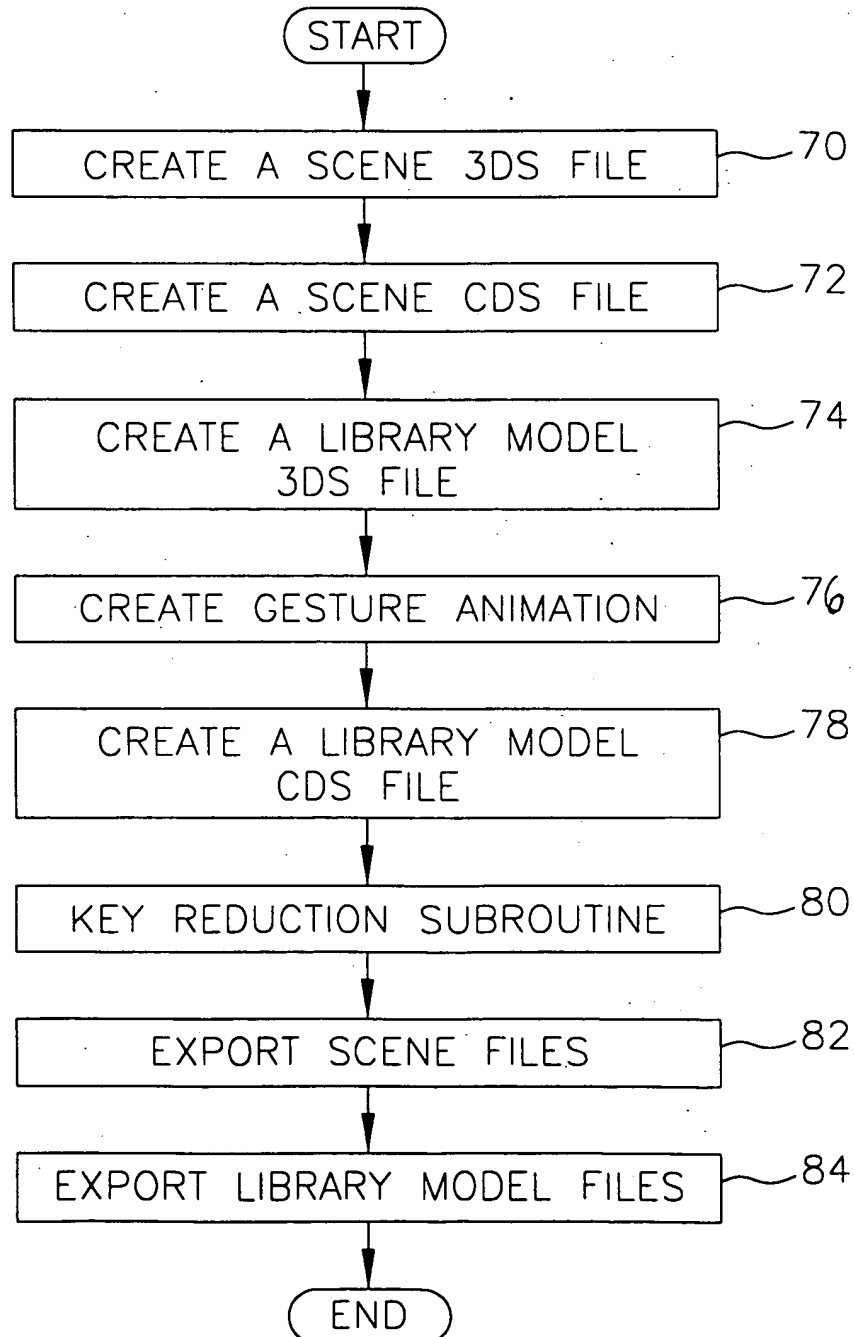 START
CREATE A SCENE 3DS FILE
70
CREATE A SCENE CDS FILE
72
CREATE A LIBRARY MODEL
3DS FILE
74
CREATE GESTURE ANIMATION
76
CREATE A LIBRARY MODEL
CDS FILE
78
KEY REDUCTION SUBROUTINE
80
EXPORT SCENE FILES
82
EXPORT LIBRARY MODEL FILES
84
END